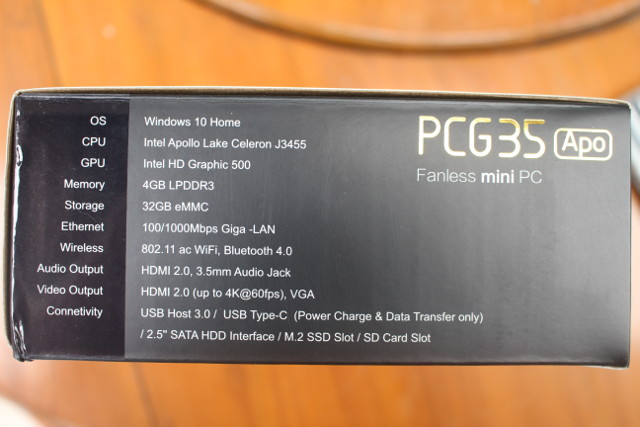 PCG35 Apo
Fanless mini PC
OS Windows 10 Home
CPU Intel Apollo Lake Celeron J3455
GPU Intel HD Graphic 500
Memory 4GB LPDDR3
Storage 32GB eMMC
Ethernet 100/1000Mbps Giga -LAN
Wireless 802.11 ac WiFi, Bluetooth 4.0
Audio Output HDMI 2.0, 3.5mm Audio Jack
Video Output HDMI 2.0 (up to 4K@60fps), VGA
Connetivity USB Host 3.0 / USB Type-C (Power Charge & Data Transfer only)
/ 2.5" SATA HDD Interface / M.2 SSD Slot / SD Card Slot